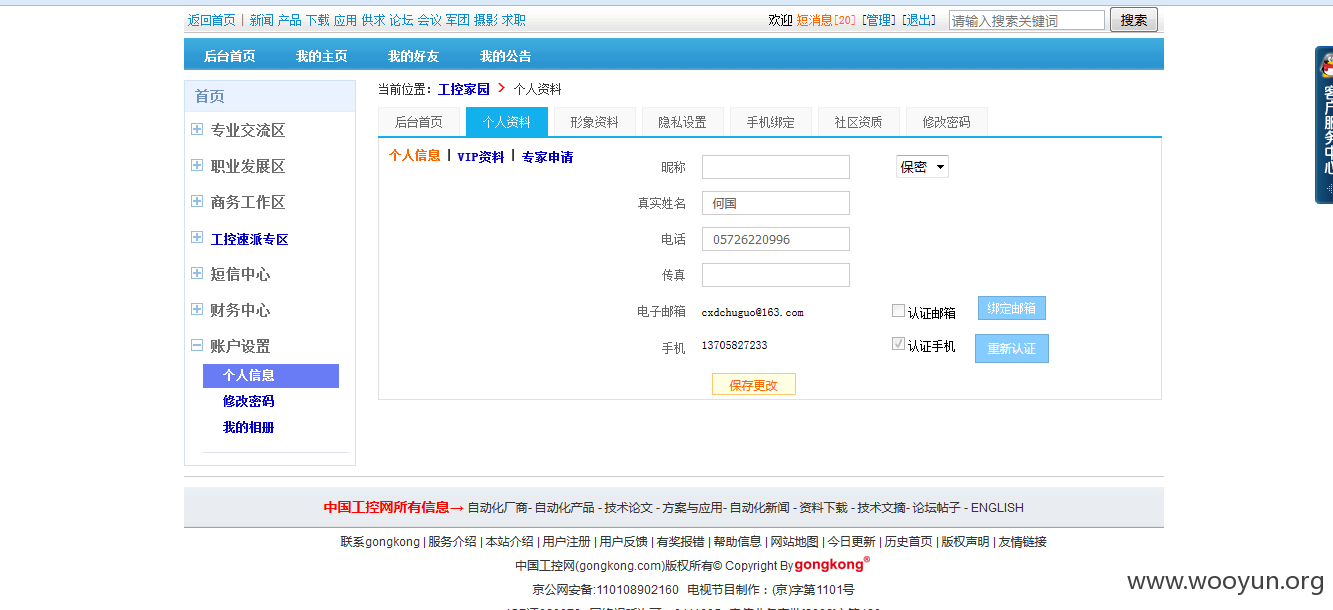 返回首页 | 新闻 产品 下载 应用 供求 论坛 会议 军团 摄影 求职 欢迎 短消息[20] [管理] [退出] 请输入搜索关键词 搜索
后台首页 我的主页 我的好友 我的公告
首页
专业交流区
职业发展区
商务工作区
工控速派专区
短信中心
财务中心
账户设置
个人信息
修改密码
我的相册
当前位置：工控家园 > 个人资料
后台首页 个人资料 形象资料 隐私设置 手机绑定 社区资质 修改密码
个人信息 | VIP资料 | 专家申请
昵称 保密
真实姓名 何国
电话 05726220996
传真
电子邮箱 cxdchuguo@163.com 认证邮箱 绑定邮箱
手机 13705827233 认证手机 重新认证
保存更改
客户服务中心
中国工控网所有信息→ 自动化厂商- 自动化产品 - 技术论文 - 方案与应用- 自动化新闻 - 资料下载 - 技术文摘- 论坛帖子 - ENGLISH
联系gongkong | 服务介绍 | 本站介绍 | 用户注册 | 用户反馈 | 有奖报错 | 帮助信息 | 网站地图 | 今日更新 | 历史首页 | 版权声明 | 友情链接
中国工控网(gongkong.com)版权所有© Copyright By gongkong®
京公网安备:110108902160 电视节目制作：(京)字第1101号
www.wooyun.org